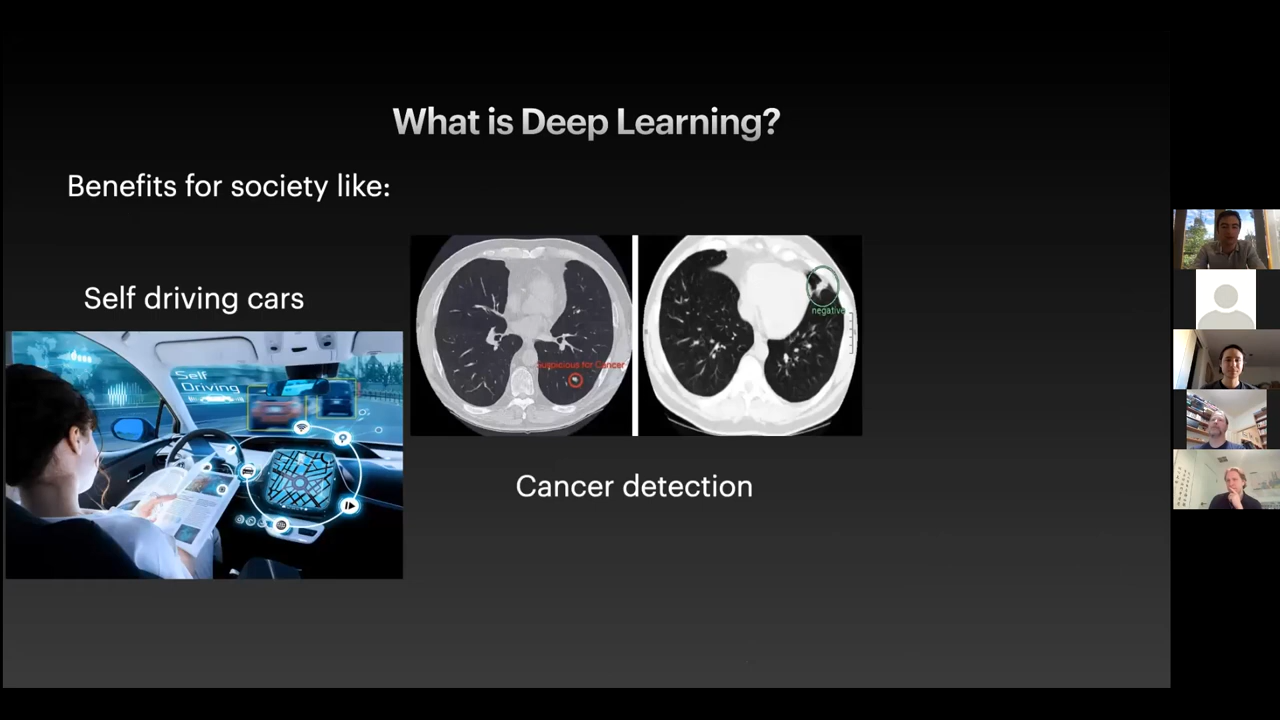 What is Deep Learning?
Benefits for society like:
Self driving cars
Self
Driving
suspicious for Cancer
negative
Cancer detection